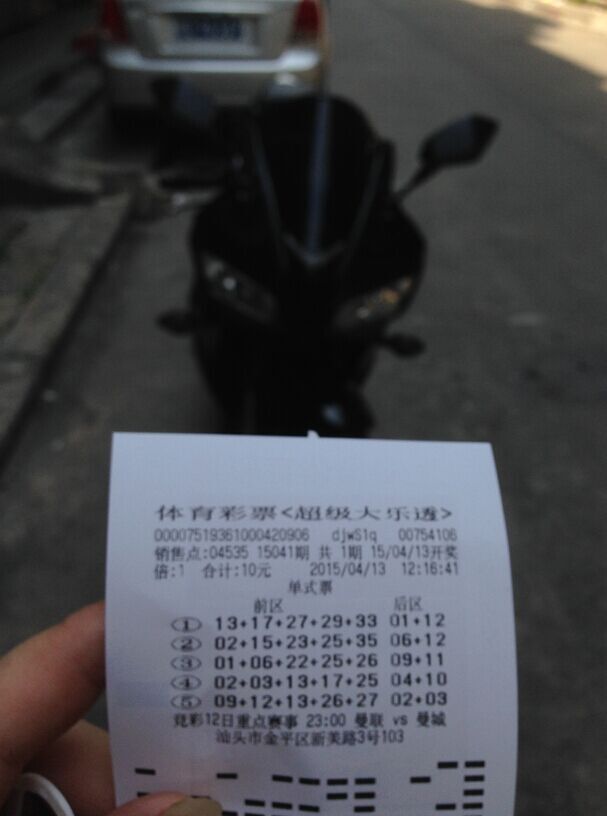 体育彩票<超级大乐透>
00007519361000420906 djwS1q 00754106
销售点:04535 15041期 共 1期 15/04/13开奖
倍:1 合计:10元 2015/04/13 12:16:41
单式票
前区 后区
① 13+17+27+29+33 01+12
② 02+15+23+25+35 06+12
③ 01+06+22+25+26 09+11
④ 02+03+13+17+25 04+10
⑤ 09+12+13+26+27 02+03
竞彩12日重点赛事 23:00 曼联 vs 曼城
汕头市金平区新美路3号103